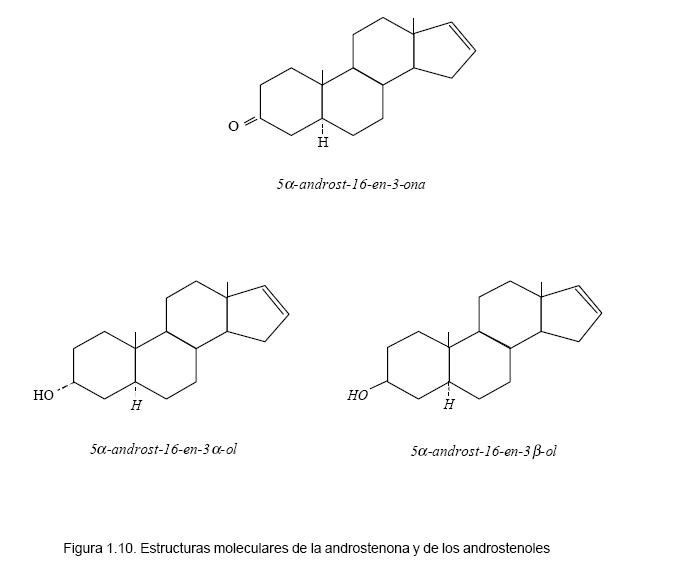 O
H
5α-androst-16-en-3-ona
HO
H
5α-androst-16-en-3α-ol
HO
H
5α-androst-16-en-3β-ol
Figura 1.10. Estructuras moleculares de la androstenona y de los androstenoles